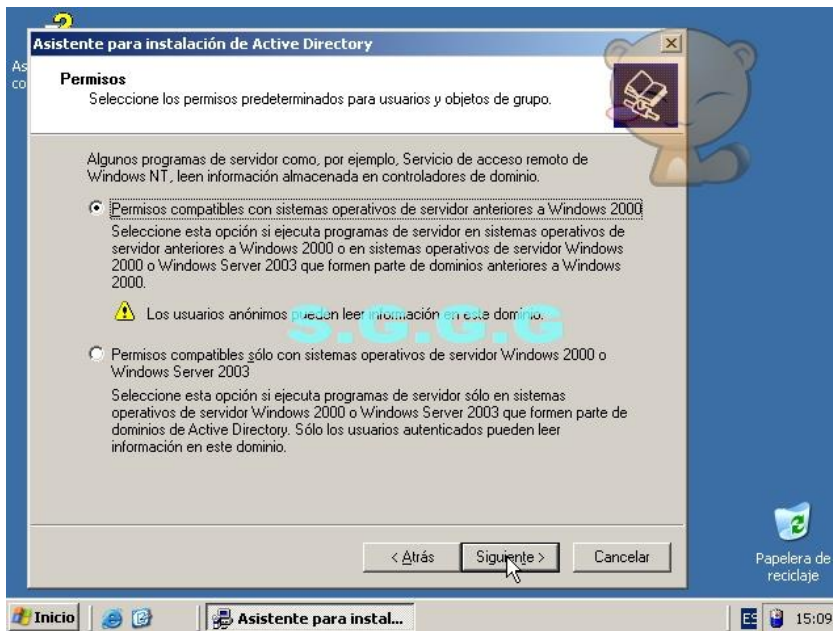 Asistente para instalación de Active Directory
As
co
Permisos
Seleccione los permisos predeterminados para usuarios y objetos de grupo.
Algunos programas de servidor como, por ejemplo, Servicio de acceso remoto de
Windows NT, leen información almacenada en controladores de dominio.
Permisos compatibles con sistemas operativos de servidor anteriores a Windows 2000
Seleccione esta opción si ejecuta programas de servidor en sistemas operativos de
servidor anteriores a Windows 2000 o en sistemas operativos de servidor Windows
2000 o Windows Server 2003 que formen parte de dominios anteriores a Windows
2000.
Los usuarios anónimos pueden leer información en este dominio.
S.G.G.G
Permisos compatibles sólo con sistemas operativos de servidor Windows 2000 o
Windows Server 2003
Seleccione esta opción si ejecuta programas de servidor sólo en sistemas
operativos de servidor Windows 2000 o Windows Server 2003 que formen parte de
dominios de Active Directory. Sólo los usuarios autenticados pueden leer
información en este dominio.
< Atrás
Siguiente >
Cancelar
Papelera de
reciclaje
Inicio
Asistente para instal...
ES
15:09